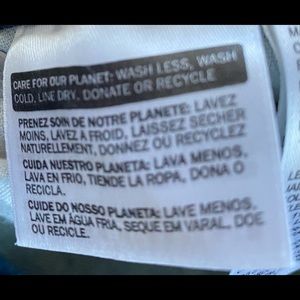 CARE FOR OUR PLANET: WASH LESS, WASH
COLD, LINE DRY, DONATE OR RECYCLE
PRENEZ SOIN DE NOTRE PLANETE: LAVEZ
MOINS, LAVEZ A FROID, LAISSEZ SECHER
NATURELLEMENT, DONNEZ OU RECYCLEZ
CUIDA NUESTRO PLANETA: LAVA MENOS,
LAVA EN FRIO, TIENDE LA ROPA, DONA O
RECICLA.
CUIDE DO NOSSO PLANETA: LAVE MENOS,
LAVE EM ÁGUA FRIA, SEQUE EM VARAL, DOE
OU RECICLE.